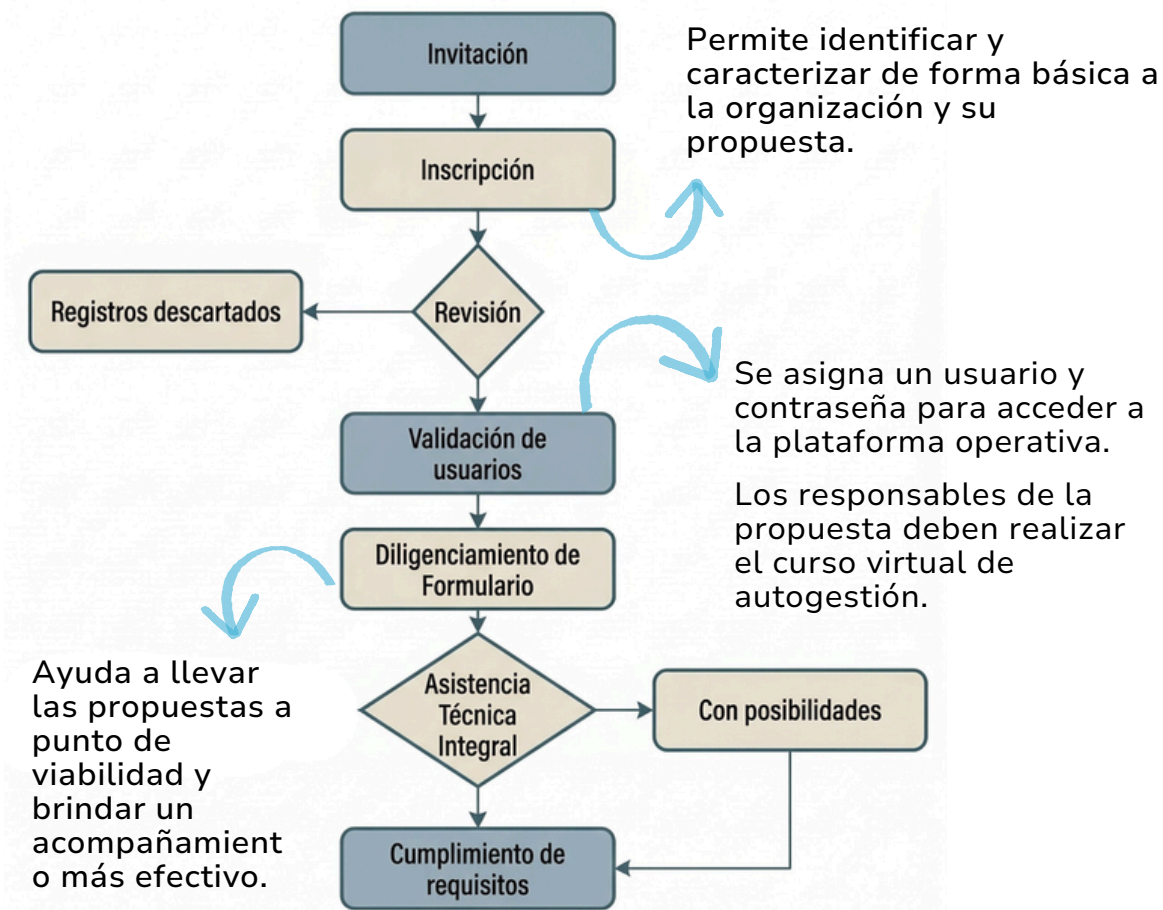 Invitación
Permite identificar y
caracterizar de forma básica a
la organización y su
propuesta.
Inscripción
Registros descartados
Revisión
Se asigna un usuario y
contraseña para acceder a
la plataforma operativa.
Los responsables de la
propuesta deben realizar
el curso virtual de
autogestión.
Validación de
usuarios
Diligenciamiento de
Formulario
Ayuda a llevar
las propuestas a
punto de
viabilidad y
brindar un
acompañamient
o más efectivo.
Asistencia
Técnica
Integral
Con posibilidades
Cumplimiento de
requisitos